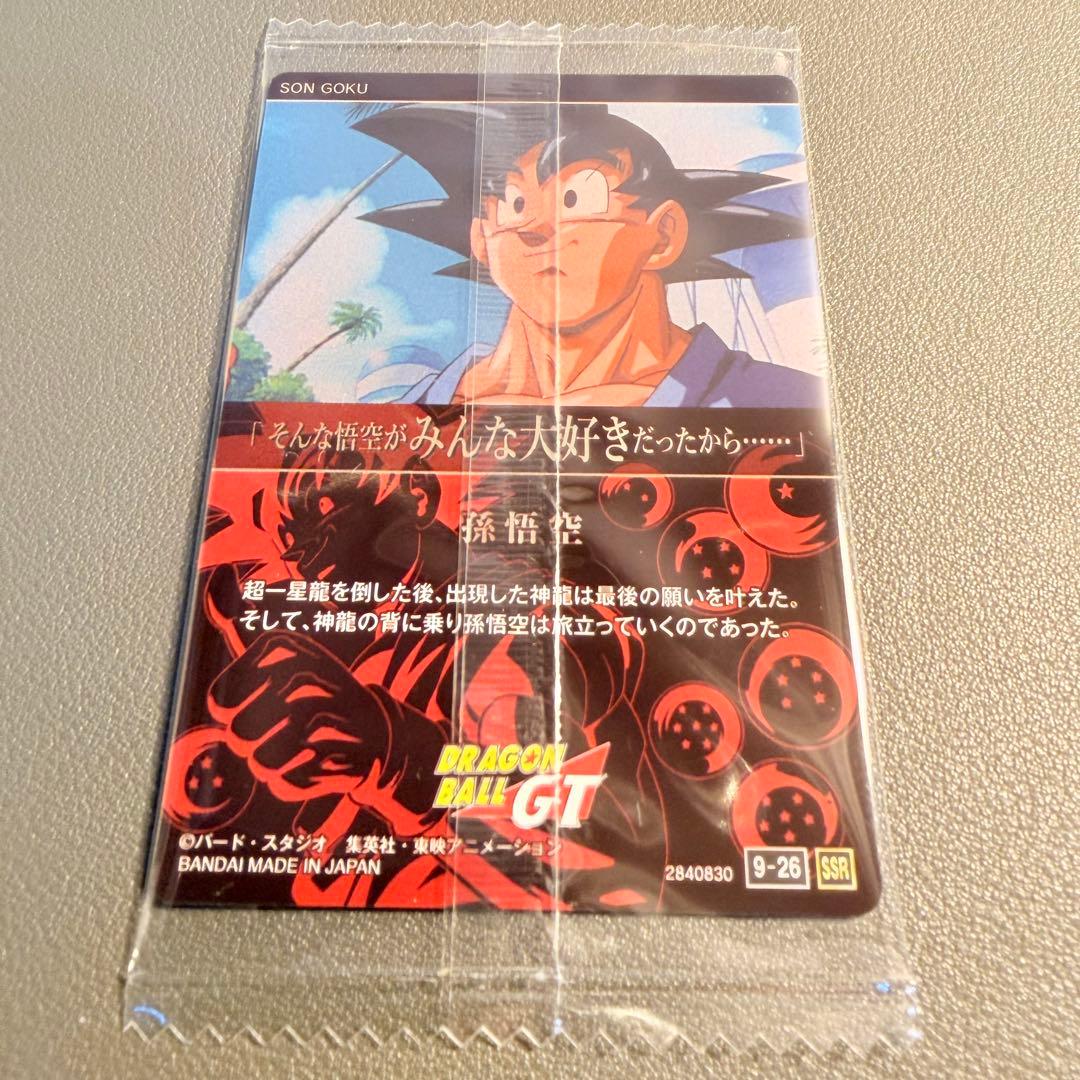 SON GOKU
「そんな悟空がみんな大好きだったから……」
孫悟空
超一星龍を倒した後、出現した神龍は最後の願いを叶えた。
そして、神龍の背に乗り孫悟空は旅立っていくのであった。
DRAGON
BALL GT
©バード・スタジオ 集英社・東映アニメーション
BANDAI MADE IN JAPAN
2840830 9-26 SSR